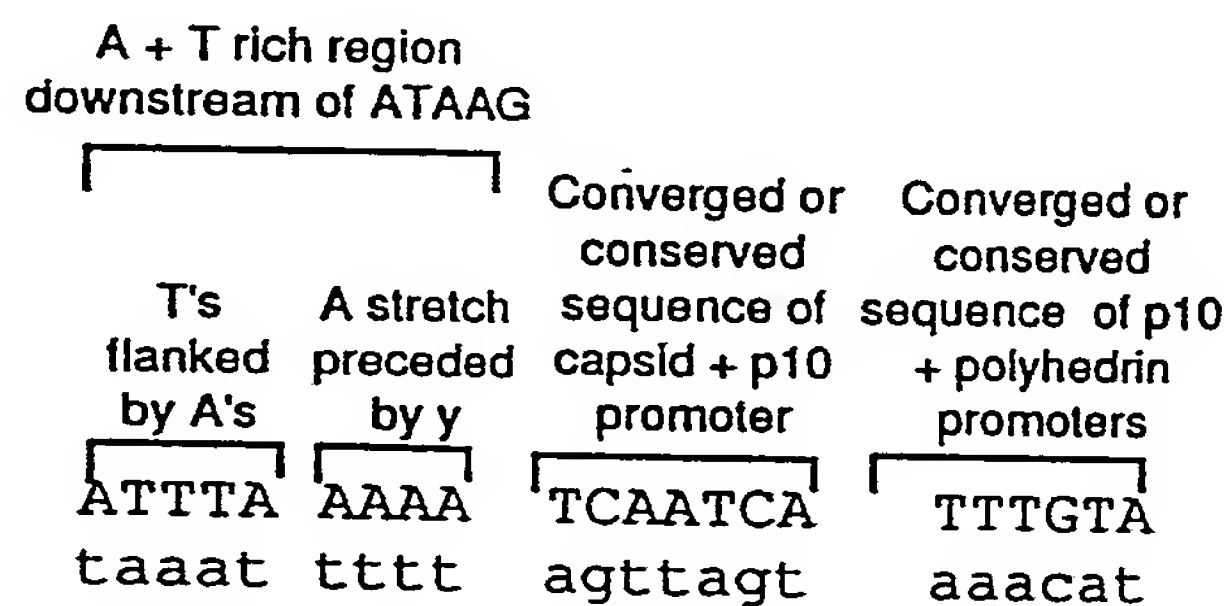 A + T rich region
downstream of ATAAG
T's
flanked
by A's
A stretch
preceded
by y
Converged or
conserved
sequence of
capsid + p10
promoter
Converged or
conserved
sequence of p10
+ polyhedrin
promoters
ATTTA AAAA TCAATCA TTTGTA
taaat tttt agttagt aaacat